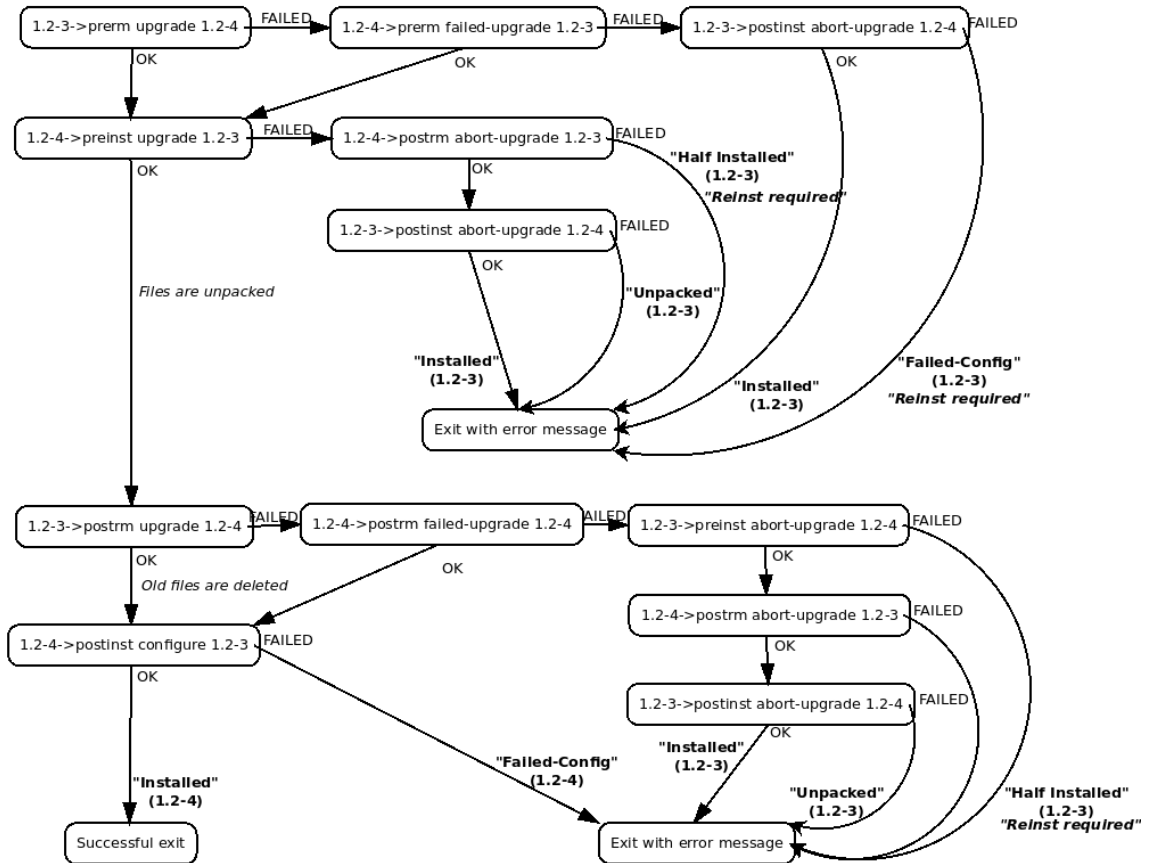 1.2-3->prerm upgrade 1.2-4
FAILED
1.2-4->prerm failed-upgrade 1.2-3
FAILED
1.2-3->postinst abort-upgrade 1.2-4
FAILED
OK
OK
OK
1.2-4->preinst upgrade 1.2-3
FAILED
1.2-4->postrm abort-upgrade 1.2-3
FAILED
OK
OK
"Half Installed"
(1.2-3)
"Reinst required"
1.2-3->postinst abort-upgrade 1.2-4
FAILED
OK
Files are unpacked
"Unpacked"
(1.2-3)
"Installed"
(1.2-3)
"Installed"
(1.2-3)
"Failed-Config"
(1.2-3)
"Reinst required"
Exit with error message
1.2-3->postrm upgrade 1.2-4
FAILED
1.2-4->postrm failed-upgrade 1.2-4
FAILED
1.2-3->preinst abort-upgrade 1.2-4
FAILED
OK
OK
OK
Old files are deleted
1.2-4->postrm abort-upgrade 1.2-3
FAILED
1.2-4->postinst configure 1.2-3
FAILED
OK
OK
1.2-3->postinst abort-upgrade 1.2-4
FAILED
OK
"Installed"
(1.2-3)
"Failed-Config"
(1.2-4)
"Installed"
(1.2-4)
"Unpacked"
(1.2-3)
"Half Installed"
(1.2-3)
"Reinst required"
Successful exit
Exit with error message